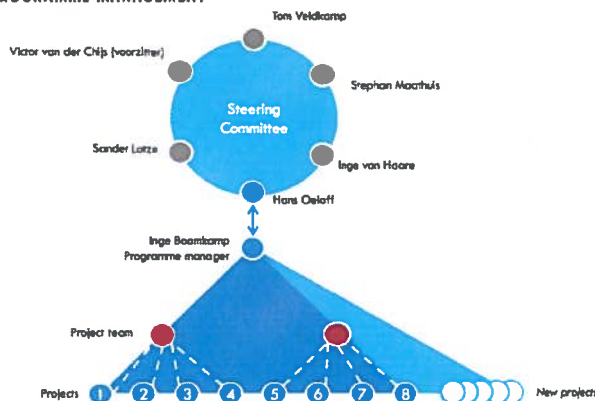 Tom Veldkamp
Victor van der Chijs (voorzitter)
Stephan Maathuis
Steering
Committee
Sander Lotze
Inge van Haare
Hans Oeloff
Inge Boomkamp
Programme manager
Project team
Projects
1 2 3 4 5 6 7 8
New projects